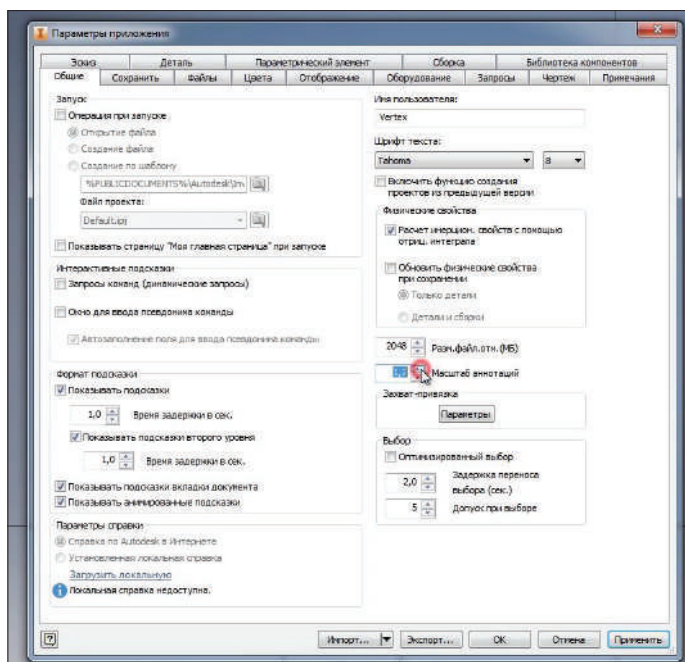 Параметры приложения
Эскиз Деталь Параметрический элемент Сборка Библиотека компонентов
Общие Сохранить Файлы Цвета Отображение Оборудование Запросы Чертеж Примечания
Запуск
Операция при запуске
Открытие файла
Создание файла
Создание по шаблону
%PUBLICDOCUMENTS%\Autodesk\Inv
Файл проекта:
Default.ipj
Показывать страницу "Моя главная страница" при запуске
Интерактивные подсказки
Запросы команд (динамические запросы)
Окно для ввода псевдонима команды
Автозаполнение поля для ввода псевдонима команды
Формат подсказки
Показывать подсказки
1,0 Время задержки в сек.
Показывать подсказки второго уровня
1,0 Время задержки в сек.
Показывать подсказки вкладки документа
Показывать анимированные подсказки
Параметры справки
Справка по Autodesk в Интернете
Установленная локальная справка
Загрузить локальную
Локальная справка недоступна.
Имя пользователя:
Vertex
Шрифт текста:
Tahoma 8
Включить функцию создания
проектов из предыдущей версии
Физические свойства
Расчет инерцион. свойств с помощью
отриц. интеграла
Обновить физические свойства
при сохранении
Только детали
Детали и сборки
2048 Разм.файл.отн.(МБ)
Масштаб аннотаций
Захват-привязка
Параметры
Выбор
Оптимизированный выбор
2,0 Задержка переноса
выбора (сек.)
5 Допуск при выборе
Импорт... Экспорт... ОК Отмена Применить